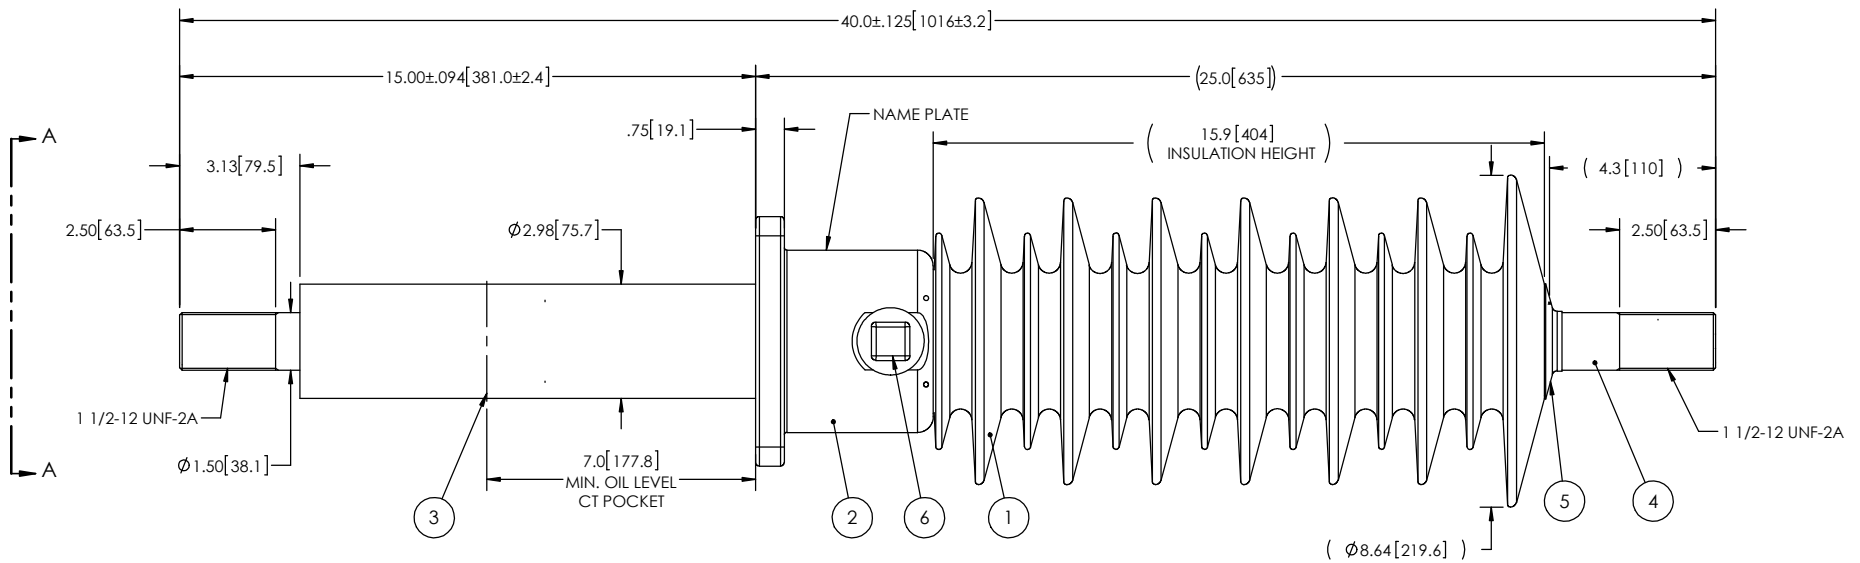 40.0±.125[1016±3.2]
15.00±.094[381.0±2.4]
(25.0[635])
.75[19.1]
NAME PLATE
( 15.9[404] )
INSULATION HEIGHT
A
3.13[79.5]
( 4.3[110] )
2.50[63.5]
Ø2.98[75.7]
2.50[63.5]
1 1/2-12 UNF-2A
1 1/2-12 UNF-2A
A
Ø1.50[38.1]
7.0[177.8]
MIN. OIL LEVEL
CT POCKET
3
2
6
1
5
4
( Ø8.64[219.6] )